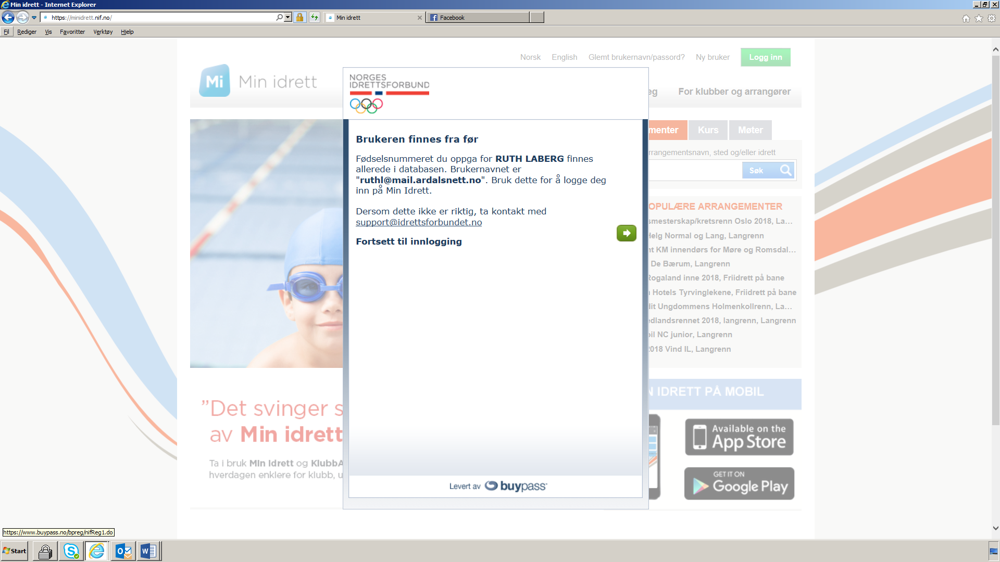 Min idrett - Internet Explorer
https://minidrett.nif.no/
Min idrett
Facebook
Fil Rediger Vis Favoritter Verktøy Hjelp
Norsk English Glemt brukernavn/passord? Ny bruker Logg inn
Mi Min idrett
eg For klubber og arrangører
NORGES
IDRETTSFORBUND
Brukeren finnes fra før
Fødselsnummeret du oppga for RUTH LABERG finnes
allerede i databasen. Brukernavnet er
"ruthl@mail.ardalsnett.no". Bruk dette for å logge deg
inn på Min Idrett.
Dersom dette ikke er riktig, ta kontakt med
support@idrettsforbundet.no
Fortsett til innlogging
Levert av buypass
menter Kurs Møter
rrangementsnavn, sted og/eller idrett
Søk
OPULÆRE ARRANGEMENTER
smesterskap/kretsrenn Oslo 2018, La...
Helg Normal og Lang, Langrenn
nt KM innendørs for Møre og Romsdal...
De Bærum, Langrenn
Rogaland inne 2018, Friidrett på bane
Hotels Tyrvinglekene, Friidrett på bane
dit Ungdommens Holmenkollrenn, La...
edlandsrennet 2018, langrenn, Langrenn
oil NC junior, Langrenn
2018 Vind IL, Langrenn
N IDRETT PÅ MOBIL
Available on the
App Store
GET IT ON
Google Play
"Det svinger s
av Min idrett
Ta i bruk MIn Idrett og KlubbA
hverdagen enklere for klubb, u
https://www.buypass.no/bpreg/nifReg1.do
Start